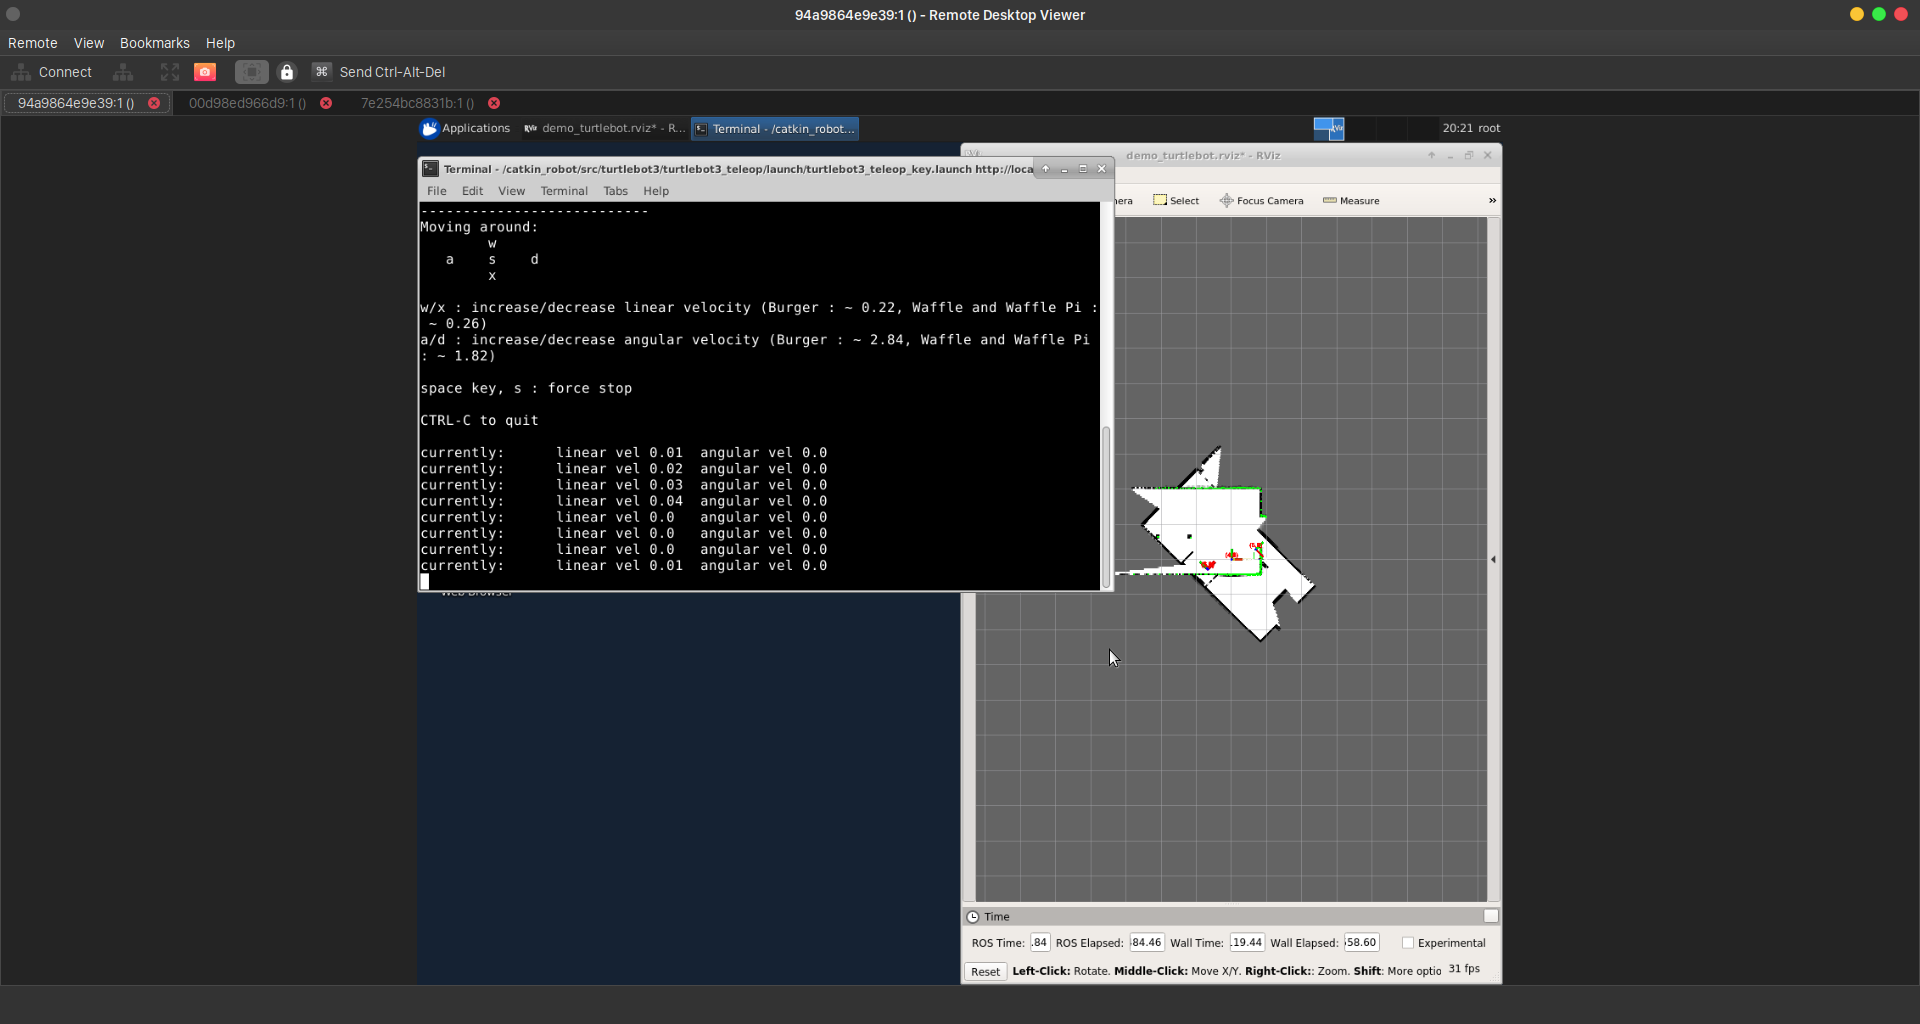 94a9864e9e39:1 () - Remote Desktop Viewer
Remote View Bookmarks Help
Connect Send Ctrl-Alt-Del
94a9864e9e39:1 () 00d98ed966d9:1 () 7e254bc8831b:1 ()
Applications demo_turtlebot.rviz* - R... Terminal - /catkin_robot... 20:21 root
demo_turtlebot.rviz* - RViz
Terminal - /catkin_robot/src/turtlebot3/turtlebot3_teleop/launch/turtlebot3_teleop_key.launch http://loca
File Edit View Terminal Tabs Help
Select Focus Camera Measure »
---------------------------
Moving around:
w
a s d
x
w/x : increase/decrease linear velocity (Burger : ~ 0.22, Waffle and Waffle Pi :
~ 0.26)
a/d : increase/decrease angular velocity (Burger : ~ 2.84, Waffle and Waffle Pi
: ~ 1.82)
space key, s : force stop
CTRL-C to quit
currently: linear vel 0.01 angular vel 0.0
currently: linear vel 0.02 angular vel 0.0
currently: linear vel 0.03 angular vel 0.0
currently: linear vel 0.04 angular vel 0.0
currently: linear vel 0.0 angular vel 0.0
currently: linear vel 0.0 angular vel 0.0
currently: linear vel 0.0 angular vel 0.0
currently: linear vel 0.01 angular vel 0.0
Web Browser
Time
ROS Time: .84 ROS Elapsed: 84.46 Wall Time: 19.44 Wall Elapsed: 58.60 Experimental
Reset Left-Click: Rotate. Middle-Click: Move X/Y. Right-Click:: Zoom. Shift: More optio 31 fps